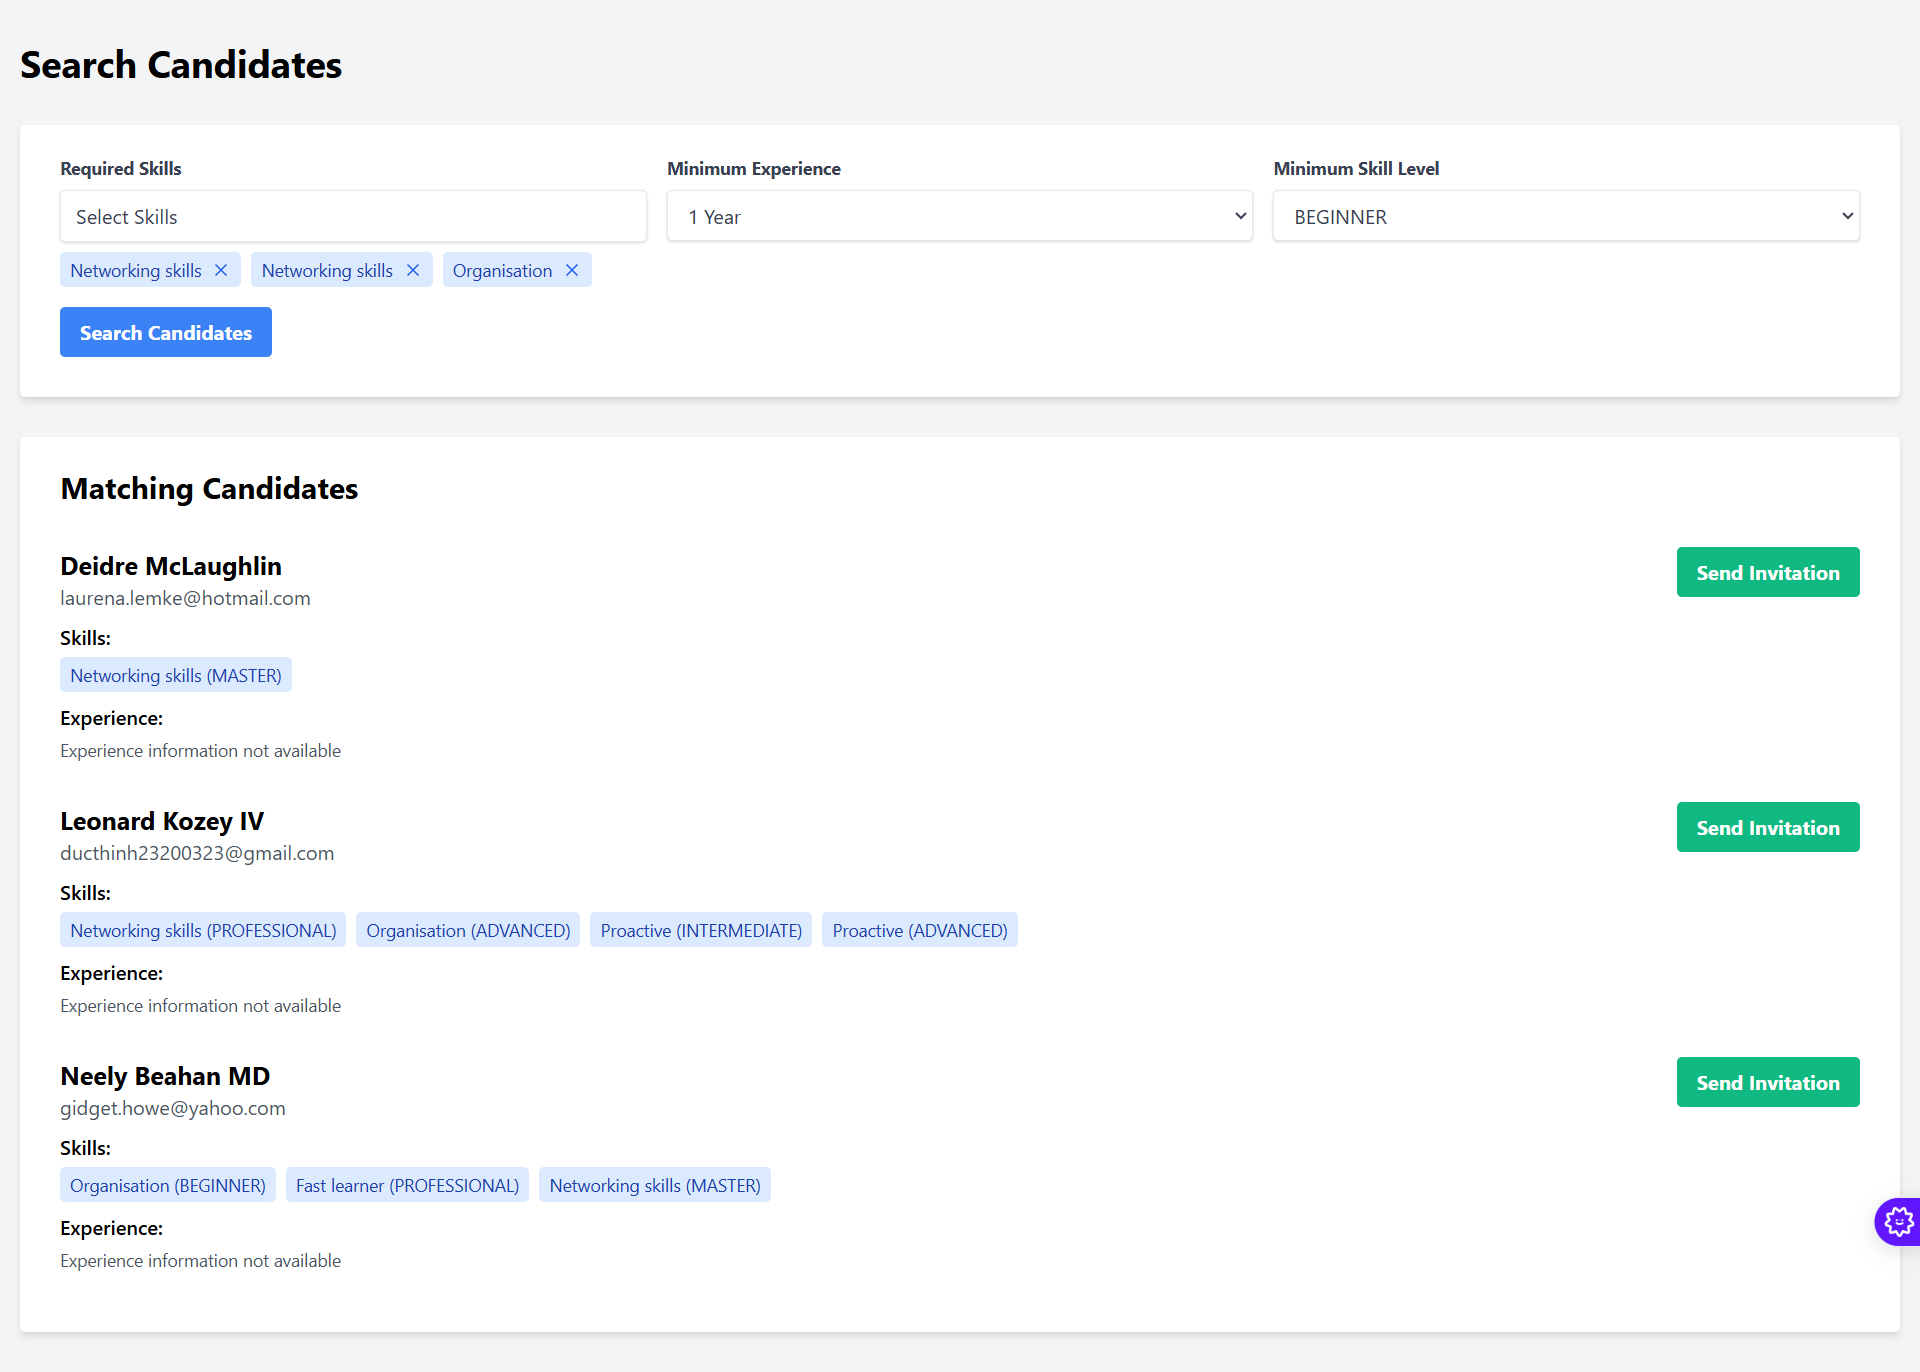 Search Candidates
Required Skills
Minimum Experience
Minimum Skill Level
Select Skills
1 Year
BEGINNER
Networking skills
Networking skills
Organisation
Search Candidates
Matching Candidates
Deidre McLaughlin
laurena.lemke@hotmail.com
Send Invitation
Skills:
Networking skills (MASTER)
Experience:
Experience information not available
Leonard Kozey IV
ducthinh23200323@gmail.com
Send Invitation
Skills:
Networking skills (PROFESSIONAL)
Organisation (ADVANCED)
Proactive (INTERMEDIATE)
Proactive (ADVANCED)
Experience:
Experience information not available
Neely Beahan MD
gidget.howe@yahoo.com
Send Invitation
Skills:
Organisation (BEGINNER)
Fast learner (PROFESSIONAL)
Networking skills (MASTER)
Experience:
Experience information not available